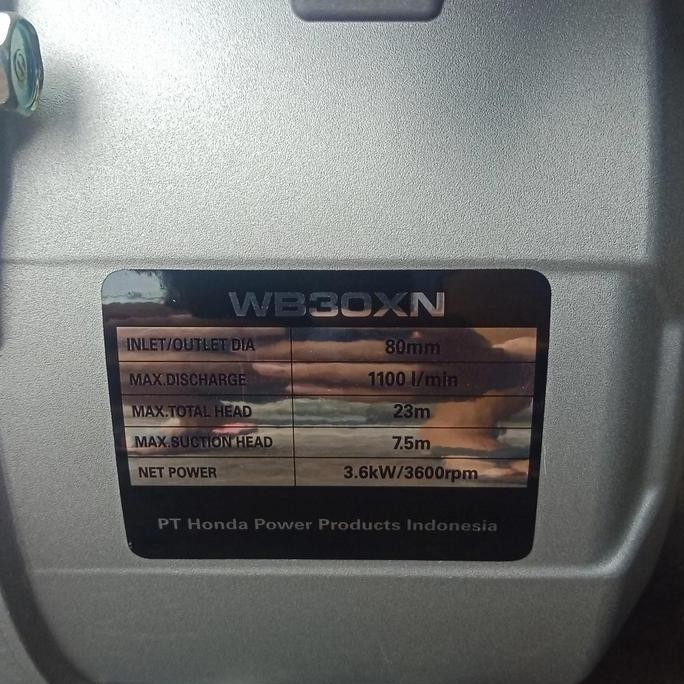 WB30XN
INLET/OUTLET DIA 80mm
MAX.DISCHARGE 1100 l/min
MAX.TOTAL HEAD 23m
MAX.SUCTION HEAD 7.5m
NET POWER 3.6kW/3600rpm
PT Honda Power Products Indonesia